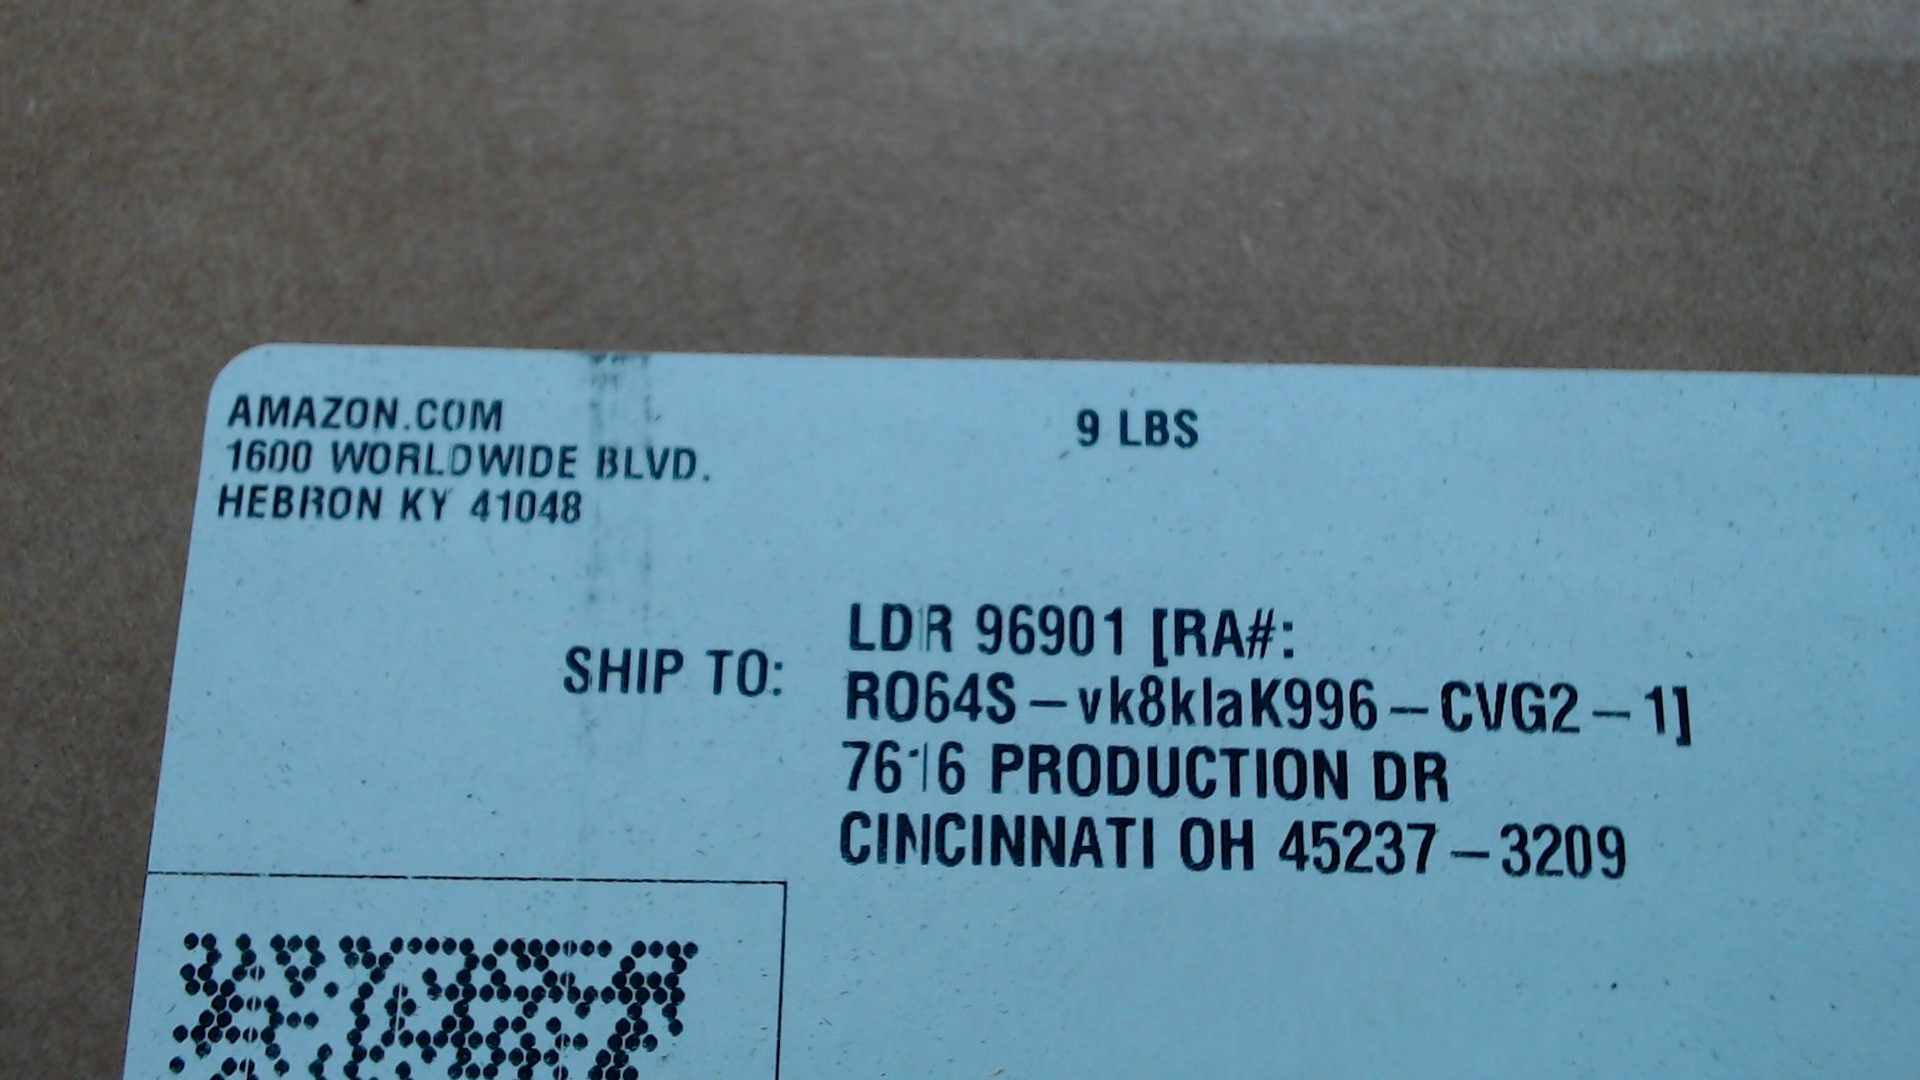 AMAZON.COM
1600 WORLDWIDE BLVD.
HEBRON KY 41048
9 LBS
SHIP TO:
LDR 96901 [RA#:
RO64S-vk8klaK996-CVG2-1]
7616 PRODUCTION DR
CINCINNATI OH 45237-3209